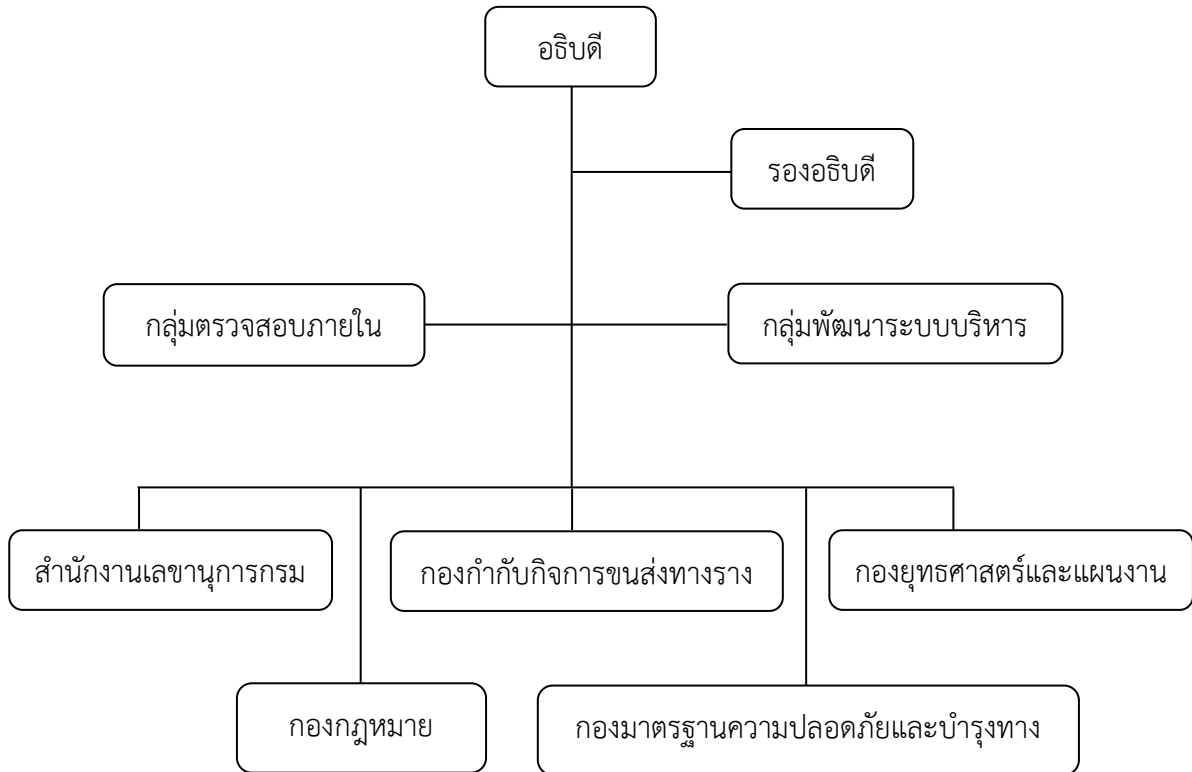 อธิบดี
รองอธิบดี
กลุ่มตรวจสอบภายใน
กลุ่มพัฒนาระบบบริหาร
สำนักงานเลขานุการกรม
กองกำกับกิจการขนส่งทางราง
กองยุทธศาสตร์และแผนงาน
กองกฎหมาย
กองมาตรฐานความปลอดภัยและบำรุงทาง